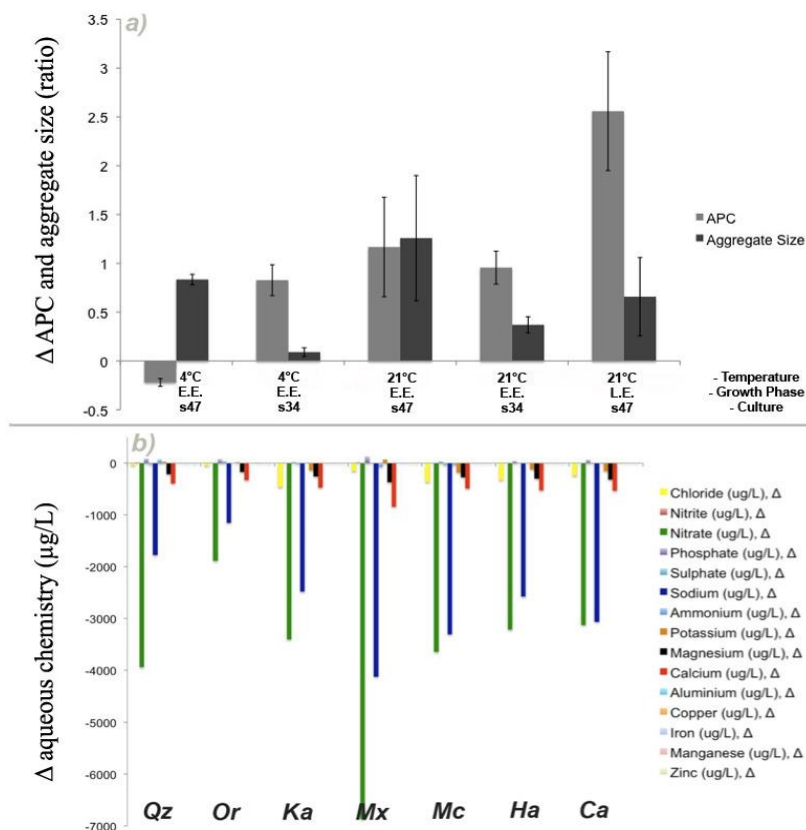 a)
Δ APC and aggregate size (ratio)
3.5
3
2.5
2
1.5
1
0.5
0
-0.5
4°C
E.E.
s47
4°C
E.E.
s34
21°C
E.E.
s47
21°C
E.E.
s34
21°C
L.E.
s47
APC
Aggregate Size
- Temperature
- Growth Phase
- Culture
b)
Δ aqueous chemistry (µg/L)
0
-1000
-2000
-3000
-4000
-5000
-6000
-7000
Qz Or Ka Mx Mc Ha Ca
Chloride (ug/L), Δ
Nitrite (ug/L), Δ
Nitrate (ug/L), Δ
Phosphate (ug/L), Δ
Sulphate (ug/L), Δ
Sodium (ug/L), Δ
Ammonium (ug/L), Δ
Potassium (ug/L), Δ
Magnesium (ug/L), Δ
Calcium (ug/L), Δ
Aluminium (ug/L), Δ
Copper (ug/L), Δ
Iron (ug/L), Δ
Manganese (ug/L), Δ
Zinc (ug/L), Δ